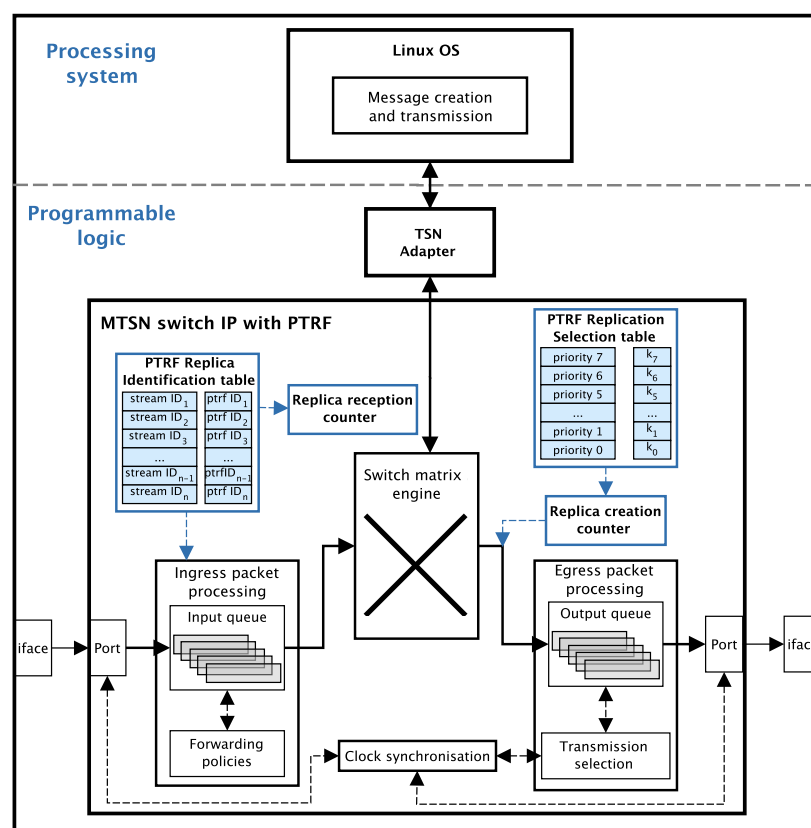 Processing
system
Linux OS
Message creation
and transmission
Programmable
logic
TSN
Adapter
MTSN switch IP with PTRF
PTRF Replica
Identification table
stream ID1 ptrf ID1
stream ID2 ptrf ID2
stream ID3 ptrf ID3
... ...
stream IDn-1 ptrfIDn-1
stream IDn ptrf IDn
Replica reception
counter
PTRF Replication
Selection table
priority 7 k7
priority 6 k6
priority 5 k5
... ...
priority 1 k1
priority 0 k0
Replica creation
counter
Switch matrix
engine
Ingress packet
processing
Input queue
Forwarding
policies
Egress packet
processing
Output queue
Transmission
selection
iface
Port
Port
ifac
Clock synchronisation